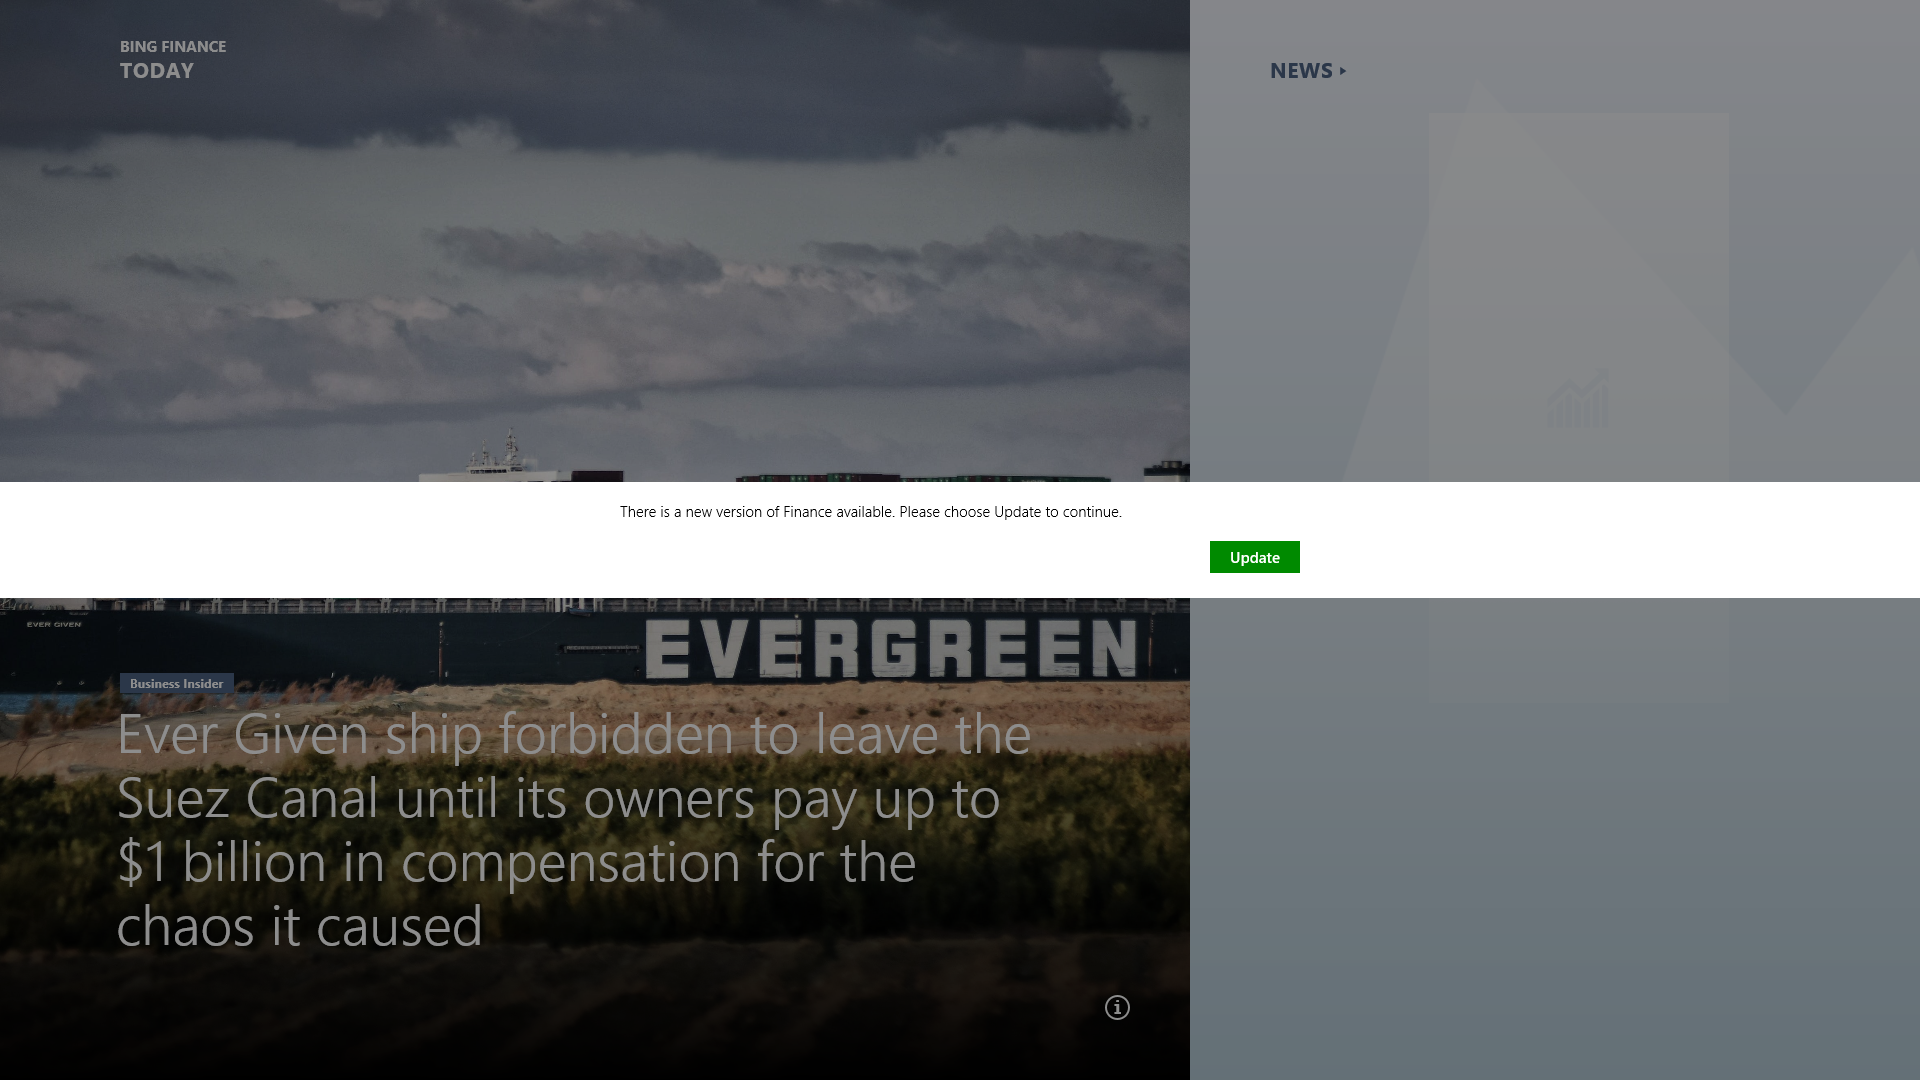 BING FINANCE
TODAY
NEWS
There is a new version of Finance available. Please choose Update to continue.
Update
EVER GIVEN
EVERGREEN
Business Insider
Ever Given ship forbidden to leave the
Suez Canal until its owners pay up to
$1 billion in compensation for the
chaos it caused